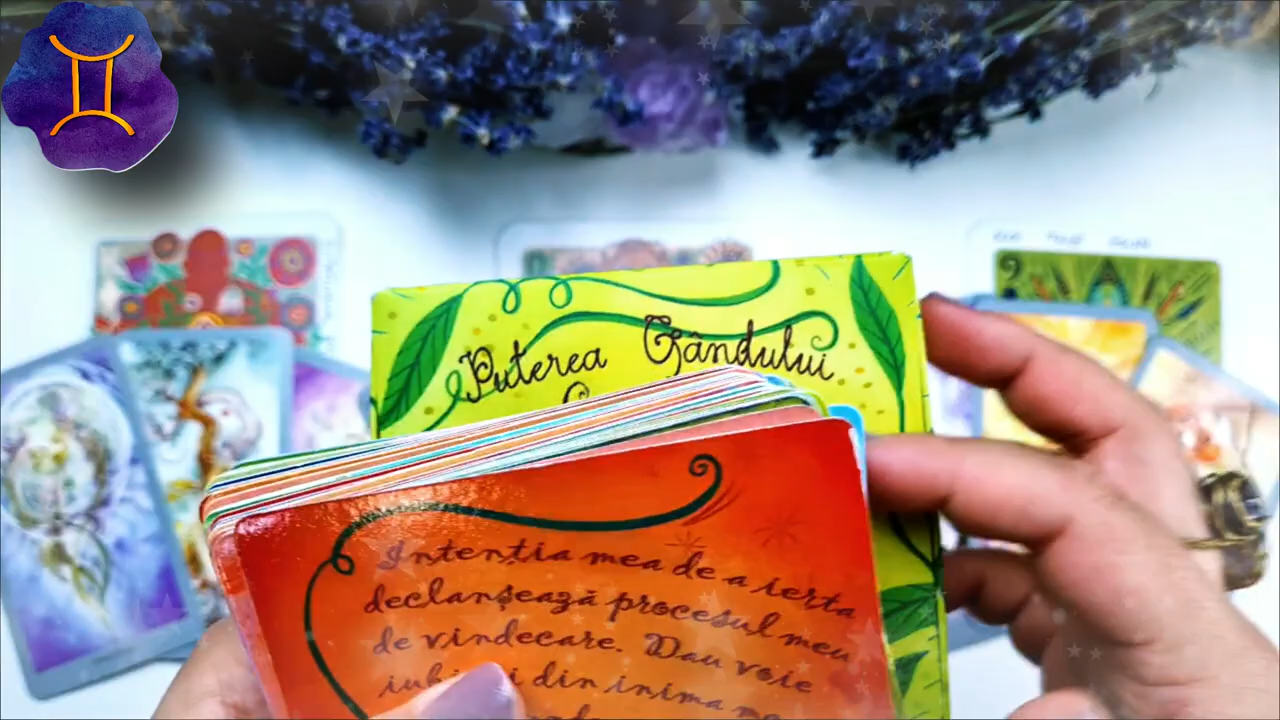 Puterea Gândului
Intenția mea de a ierta
declanșează procesul meu
de vindecare. Dau voie
din inima